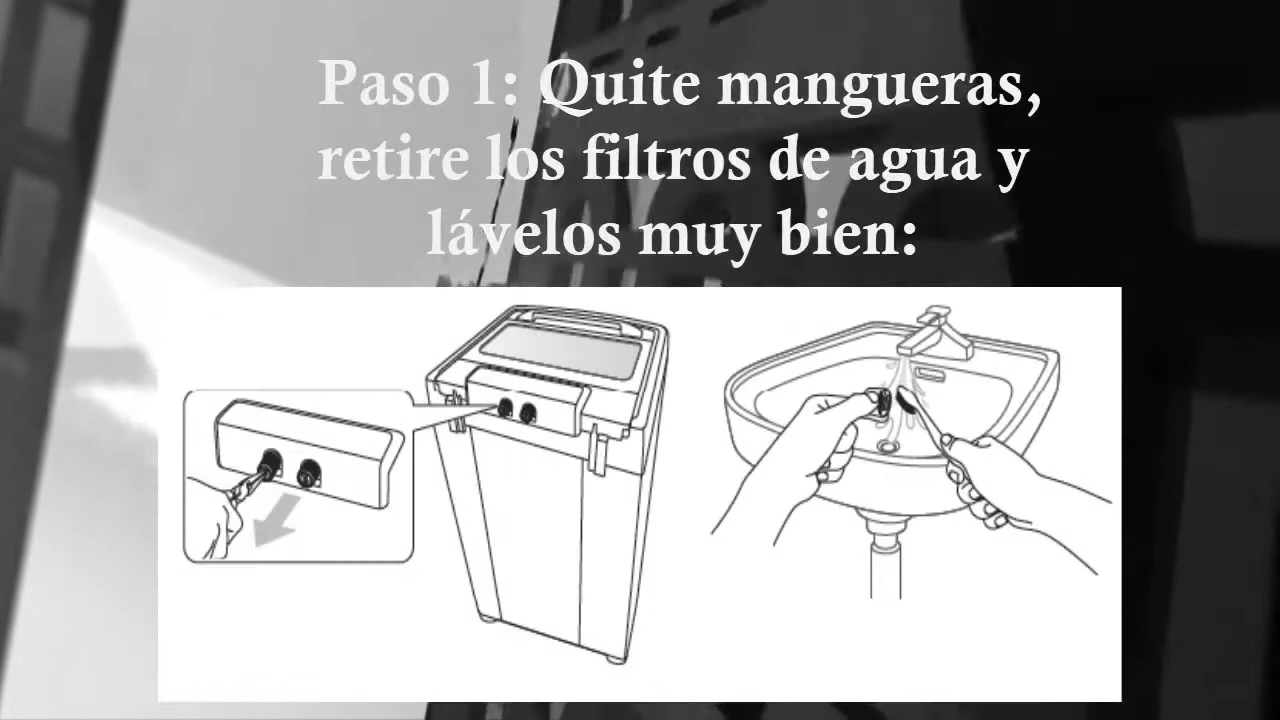 Paso 1: Quite mangueras,
retire los filtros de agua y
lávelos muy bien: